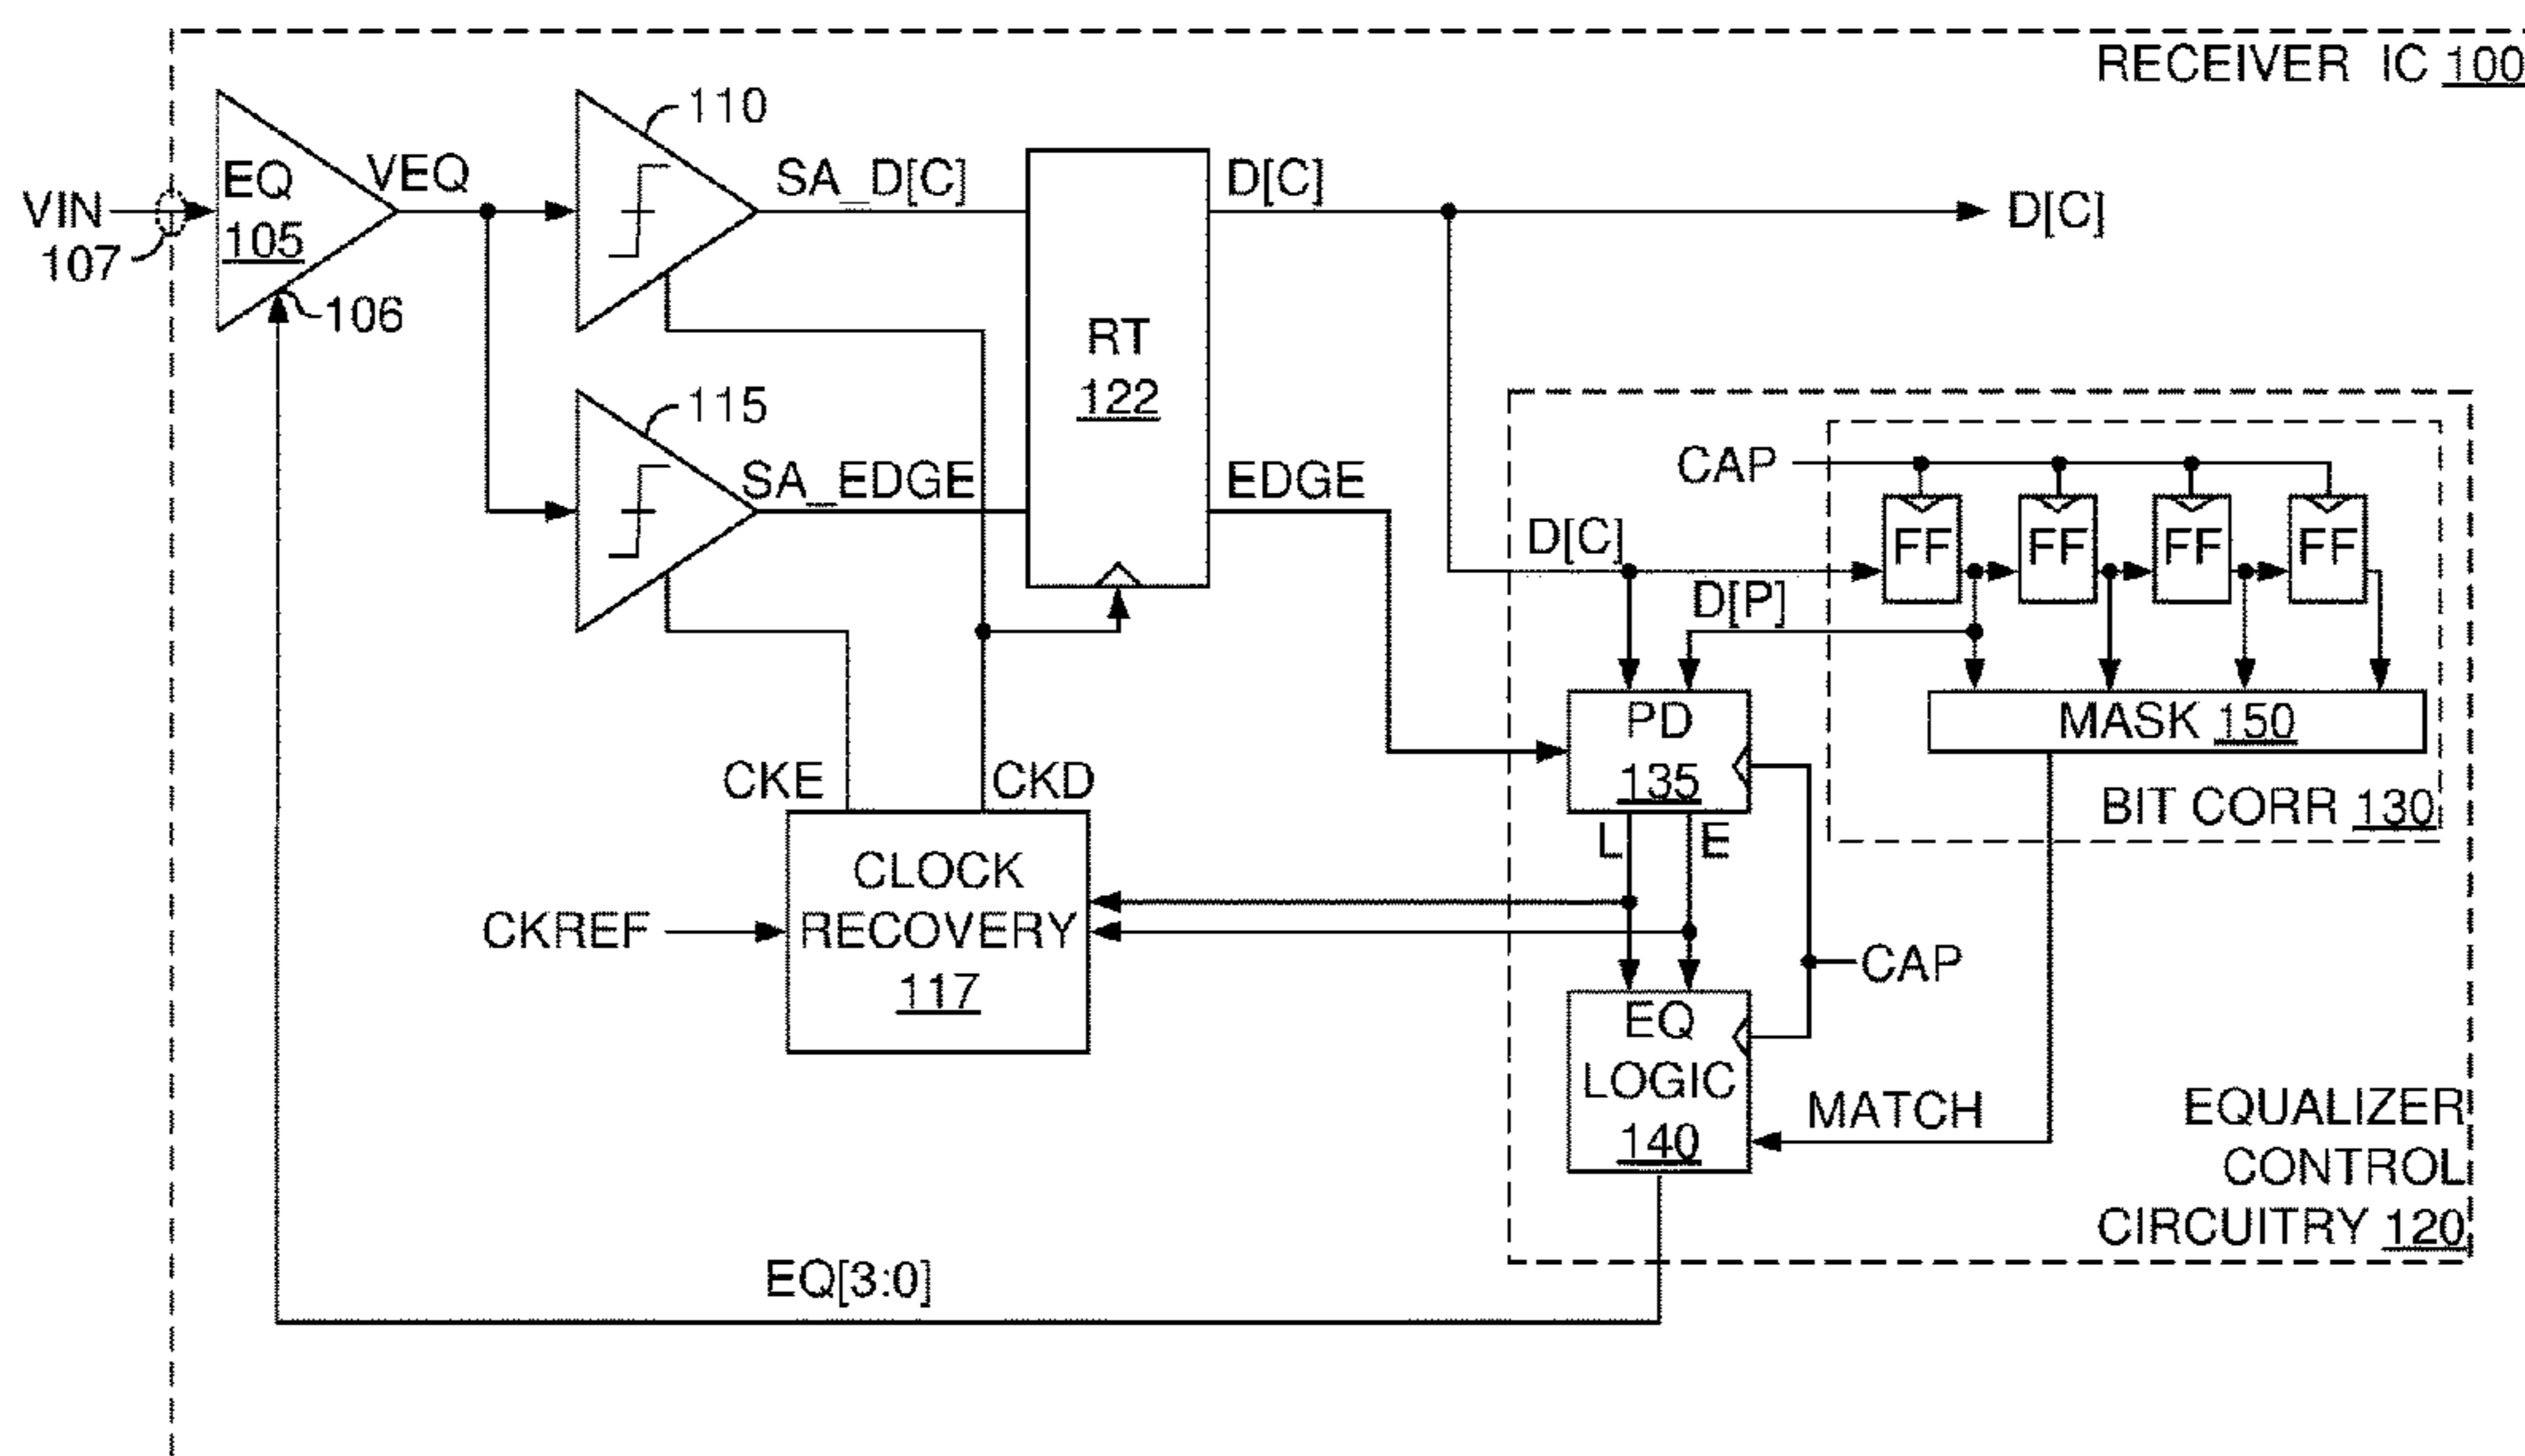 RECEIVER IC 100
110
EQ
105
VEQ
SA_D[C]
D[C]
VIN
107
106
D[C]
RT
122
115
SA_EDGE
EDGE
CAP
FF FF FF FF
D[C]
D[P]
PD
135
MASK 150
BIT CORR 130
CKE
CKD
L
E
CLOCK
RECOVERY
117
CKREF
CAP
EQ
LOGIC
140
MATCH
EQUALIZER
CONTROL
CIRCUITRY 120
EQ[3:0]